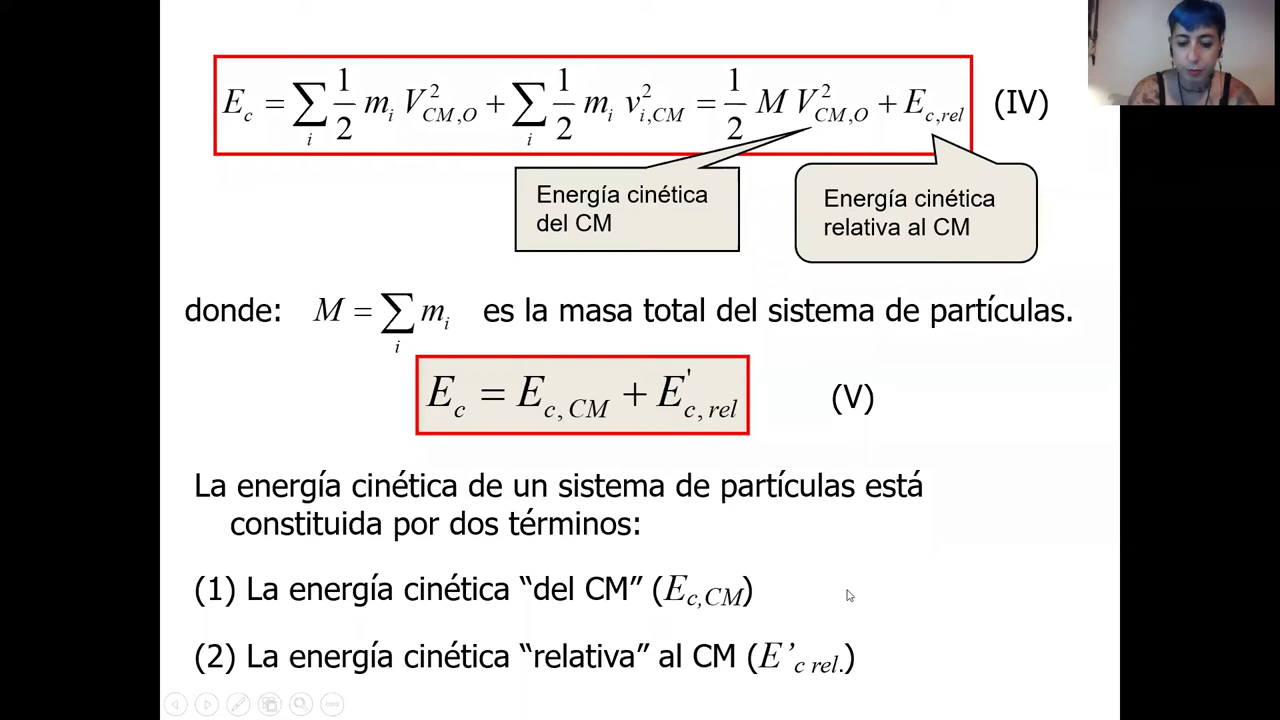 E_c = ∑_i 1/2 m_i V²_{CM,O} + ∑_i 1/2 m_i v²_{i,CM} = 1/2 M V²_{CM,O} + E_{c,rel} (IV)
Energía cinética
del CM
Energía cinética
relativa al CM
donde: M = ∑_i m_i es la masa total del sistema de partículas.
E_c = E_{c,CM} + E'_{c,rel} (V)
La energía cinética de un sistema de partículas está
constituida por dos términos:
(1) La energía cinética “del CM” (E_{c,CM})
(2) La energía cinética “relativa” al CM (E’_{c rel.})